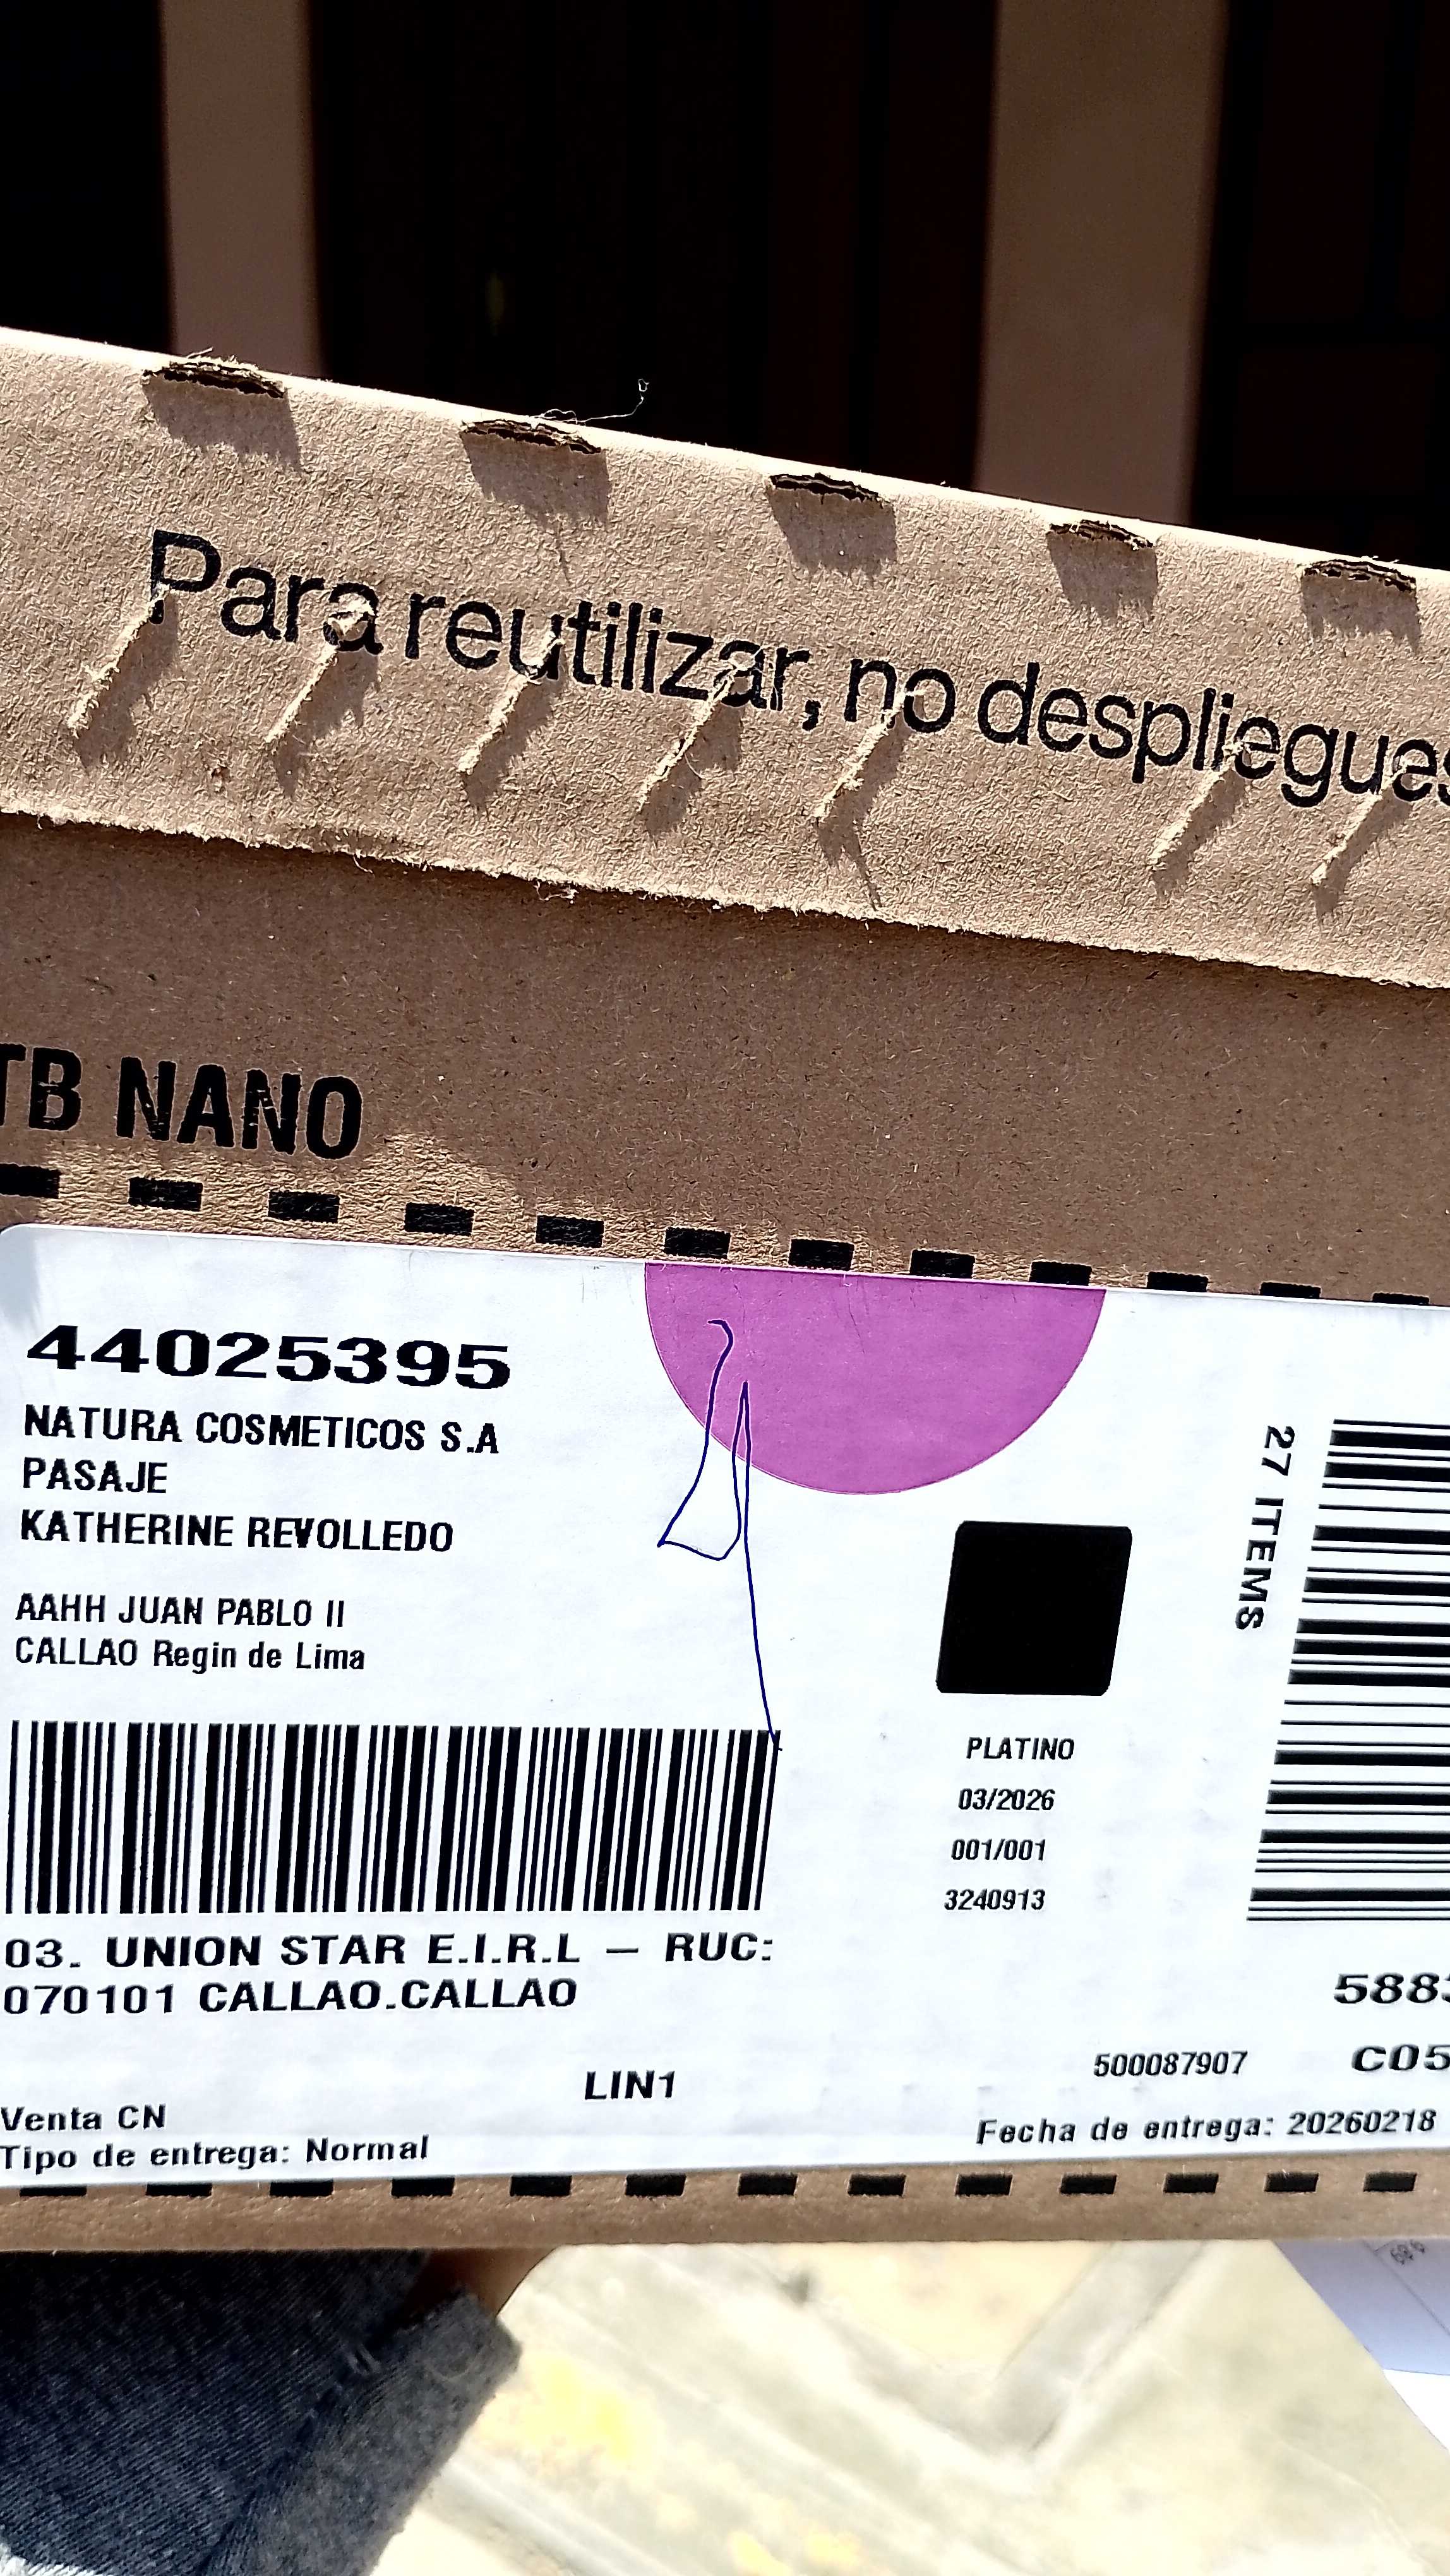 Para reutilizar, no despliegues
TB NANO
44025395
NATURA COSMETICOS S.A
PASAJE
KATHERINE REVOLLEDO
AAHH JUAN PABLO II
CALLAO Regin de Lima
27 ITEMS
PLATINO
03/2026
001/001
3240913
03. UNION STAR E.I.R.L – RUC:
070101 CALLAO.CALLAO
588
500087907 C05
LIN1
Venta CN
Tipo de entrega: Normal
Fecha de entrega: 20260218